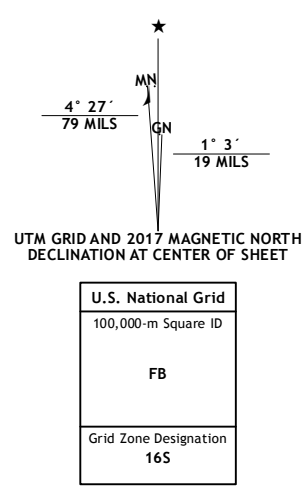 ★
MN
4° 27´
79 MILS
GN
1° 3´
19 MILS
UTM GRID AND 2017 MAGNETIC NORTH
DECLINATION AT CENTER OF SHEET
U.S. National Grid
100,000-m Square ID
FB
Grid Zone Designation
16S